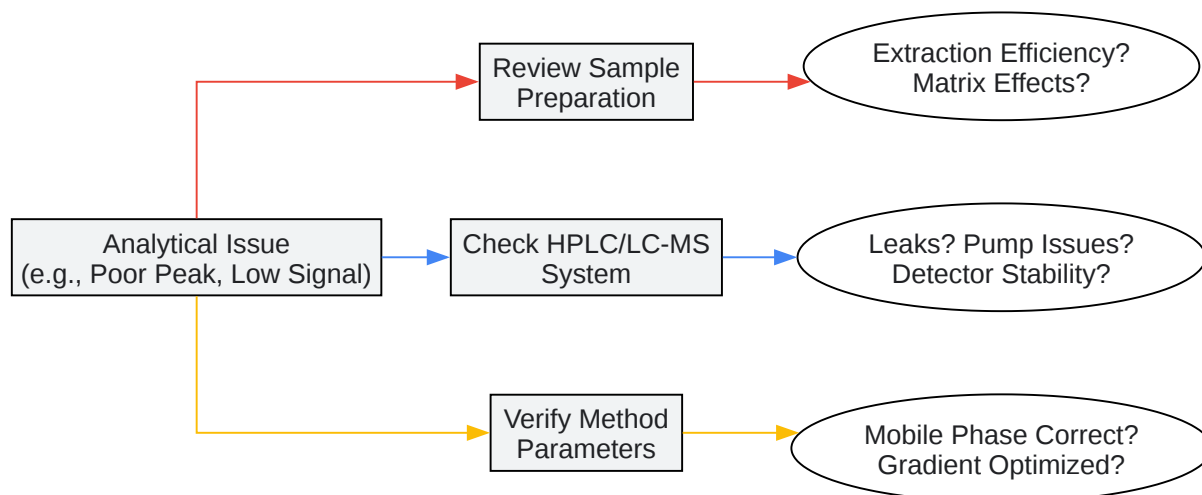 Review Sample
Preparation
Extraction Efficiency?
Matrix Effects?
Analytical Issue
(e.g., Poor Peak, Low Signal)
Check HPLC/LC-MS
System
Leaks? Pump Issues?
Detector Stability?
Verify Method
Parameters
Mobile Phase Correct?
Gradient Optimized?